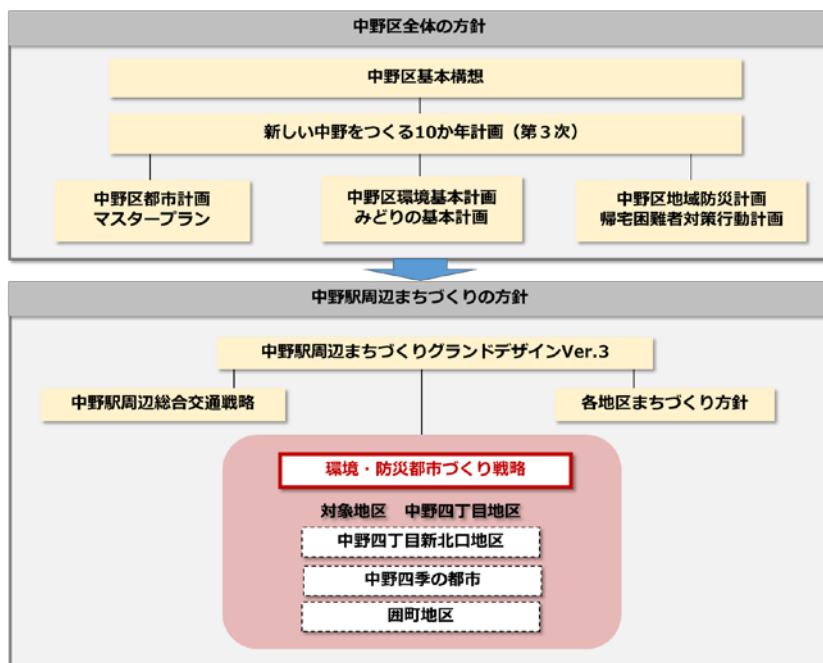 中野区全体の方針
中野区基本構想
新しい中野をつくる10か年計画（第３次）
中野区都市計画
マスタープラン
中野区環境基本計画
みどりの基本計画
中野区地域防災計画
帰宅困難者対策行動計画
中野駅周辺まちづくりの方針
中野駅周辺まちづくりグランドデザインVer.3
中野駅周辺総合交通戦略
各地区まちづくり方針
環境・防災都市づくり戦略
対象地区　中野四丁目地区
中野四丁目新北口地区
中野四季の都市
囲町地区